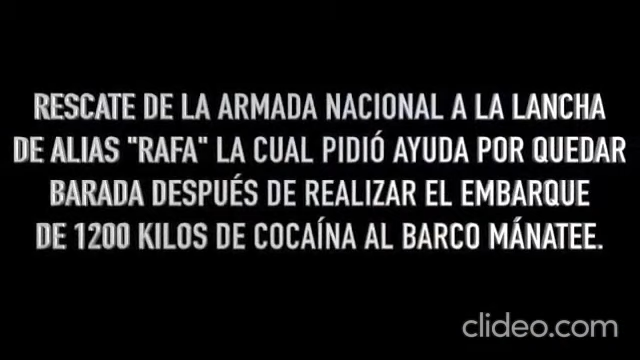 RESCATE DE LA ARMADA NACIONAL A LA LANCHA
DE ALIAS "RAFA" LA CUAL PIDIÓ AYUDA POR QUEDAR
BARADA DESPUÉS DE REALIZAR EL EMBARQUE
DE 1200 KILOS DE COCAÍNA AL BARCO MÁNATEE.
clideo.com